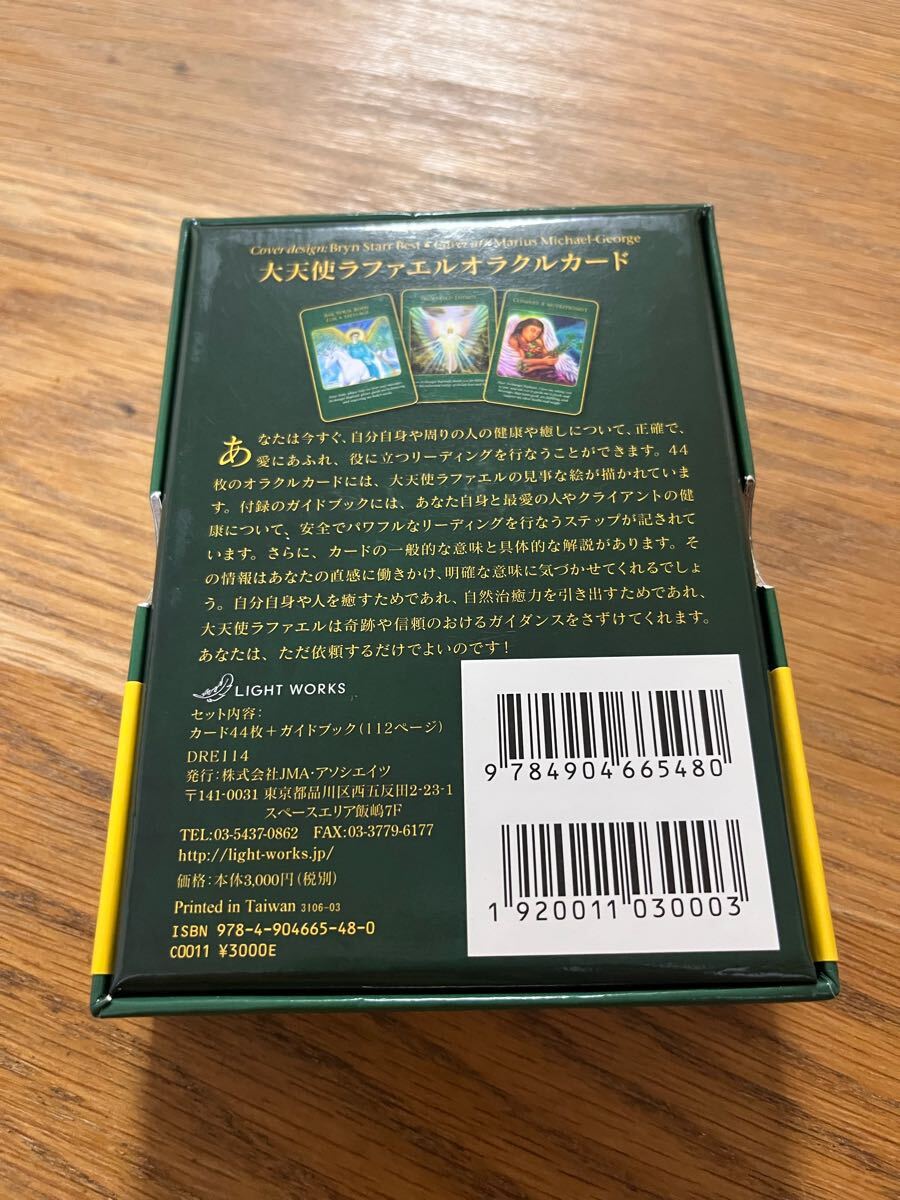 Cover design: Bryn Starr Best • Cover art: Marius Michael-George
大天使ラファエルオラクルカード
ASK YOUR BODY
FOR A MESSAGE
CONSULT A NUTRITIONIST
あなたは今すぐ、自分自身や周りの人の健康や癒しについて、正確で、
愛にあふれ、役に立つリーディングを行なうことができます。44
枚のオラクルカードには、大天使ラファエルの見事な絵が描かれていま
す。付録のガイドブックには、あなた自身と最愛の人やクライアントの健
康について、安全でパワフルなリーディングを行なうステップが記されて
います。さらに、カードの一般的な意味と具体的な解説があります。そ
の情報はあなたの直感に働きかけ、明確な意味に気づかせてくれるでしょ
う。自分自身や人を癒すためであれ、自然治癒力を引き出すためであれ、
大天使ラファエルは奇跡や信頼のおけるガイダンスをさずけてくれます。
あなたは、ただ依頼するだけでよいのです!
LIGHT WORKS
セット内容:
カード44枚+ガイドブック(112ページ)
DRE114
発行:株式会社JMA・アソシエイツ
〒141-0031 東京都品川区西五反田2-23-1
スペースエリア飯嶋7F
TEL:03-5437-0862 FAX:03-3779-6177
http://light-works.jp/
価格:本体3,000円(税別)
Printed in Taiwan 3106-03
ISBN 978-4-904665-48-0
C0011 ¥3000E
9 784904 665480
1 920011 030003